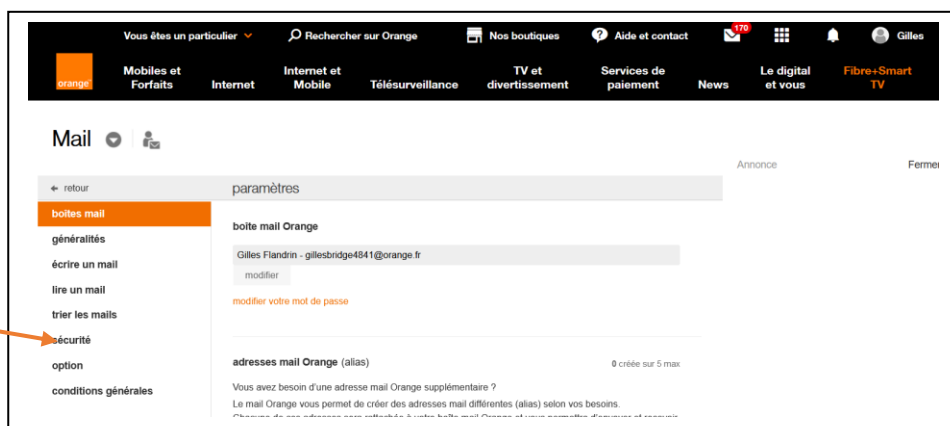 Vous êtes un particulier Rechercher sur Orange Nos boutiques Aide et contact 170 Gilles
orange Mobiles et Forfaits Internet Internet et Mobile Télésurveillance TV et divertissement Services de paiement News Le digital et vous Fibre+Smart TV
Mail
Annonce Fermer
retour
paramètres
boîtes mail
généralités
écrire un mail
lire un mail
trier les mails
sécurité
option
conditions générales
boite mail Orange
Gilles Flandrin - gillesbridge4841@orange.fr
modifier
modifier votre mot de passe
adresses mail Orange (alias) 0 créée sur 5 max
Vous avez besoin d'une adresse mail Orange supplémentaire ?
Le mail Orange vous permet de créer des adresses mail différentes (alias) selon vos besoins.